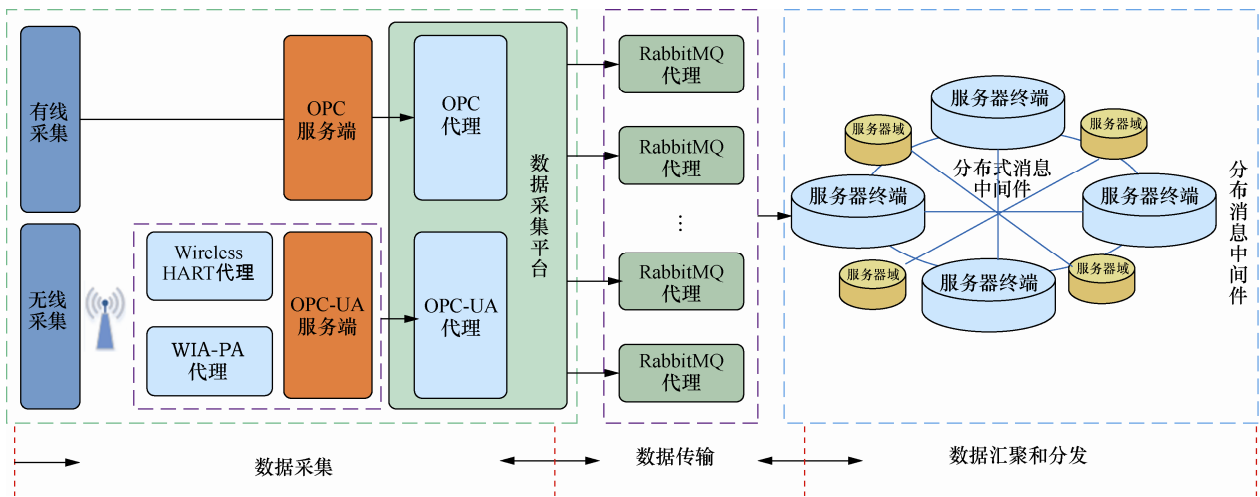 有线
采集
OPC
服务端
OPC
代理
无线
采集
Wireless
HART代理
WIA-PA
代理
OPC-UA
服务端
OPC-UA
代理
数据采集平台
RabbitMQ
代理
RabbitMQ
代理
...
RabbitMQ
代理
RabbitMQ
代理
服务器终端
服务器域
服务器域
分布式消息
中间件
服务器终端
服务器终端
服务器域
服务器终端
服务器域
分布消息中间件
数据采集
数据传输
数据汇聚和分发